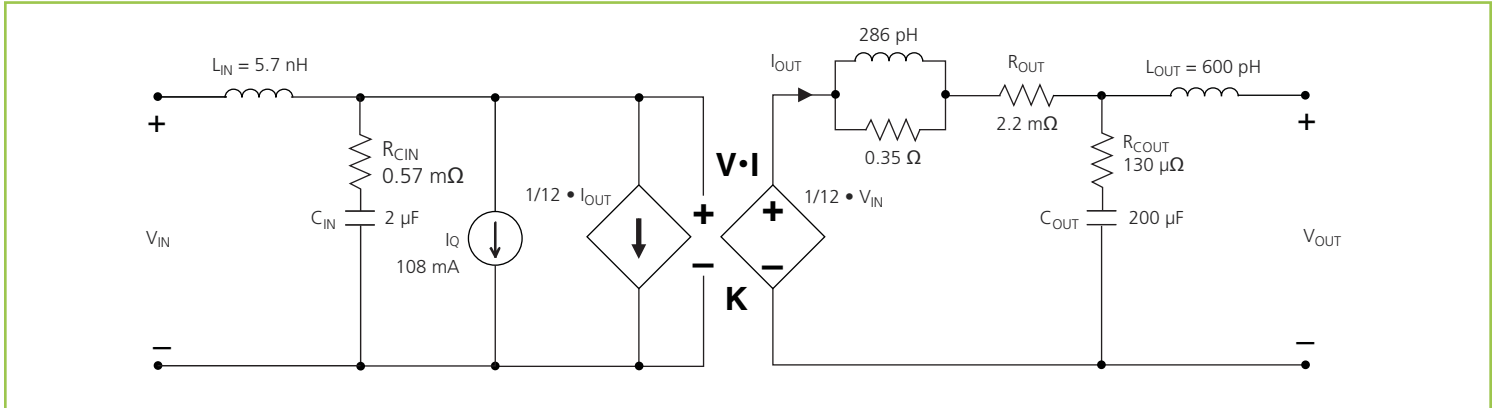 L_IN = 5.7 nH
+
R_CIN
0.57 mΩ
C_IN 2 µF
V_IN
−
I_Q
108 mA
1/12 • I_OUT
V•I
+
−
K
1/12 • V_IN
+
−
I_OUT
286 pH
0.35 Ω
R_OUT
2.2 mΩ
L_OUT = 600 pH
R_COUT
130 µΩ
C_OUT 200 µF
+
V_OUT
−